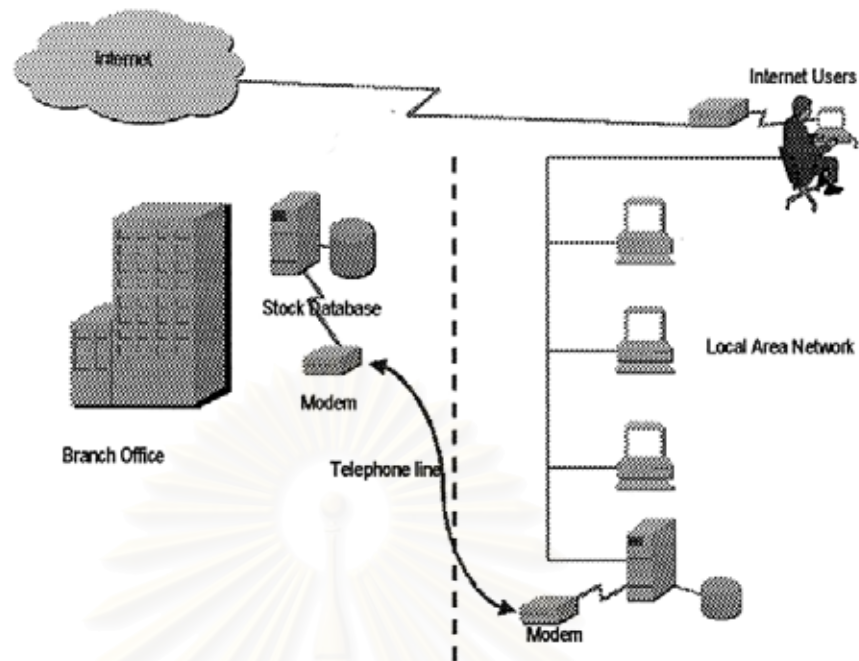 Internet
Internet Users
Stock Database
Local Area Network
Modem
Branch Office
Telephone line
Modem